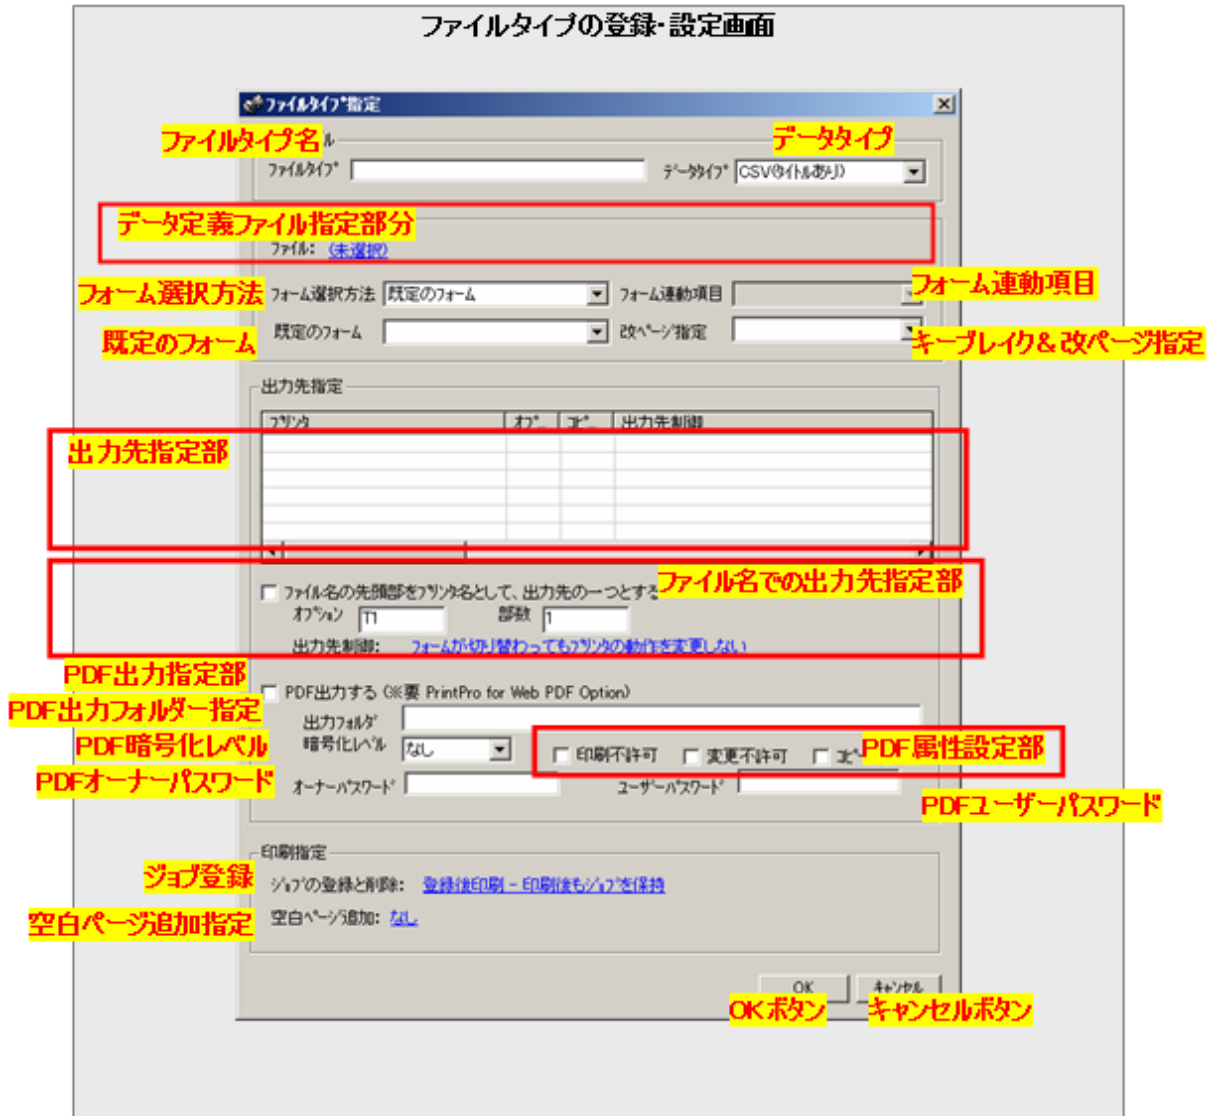 ファイルタイプの登録・設定画面
ファイルタイプ指定
ファイルタイプ名 データタイプ
ファイルタイプ データタイプ CSV(タイトルあり)
データ定義ファイル指定部分
ファイル: (未選択)
フォーム選択方法 フォーム選択方法 既定のフォーム フォーム連動項目 フォーム連動項目
既定のフォーム 既定のフォーム 改ページ指定 キーブレイク&改ページ指定
出力先指定
プリンタ オプ... コピ... 出力先制御
出力先指定部
ファイル名での出力先指定部
ファイル名の先頭部をプリンタ名として、出力先の一つとする
オプション T1 部数 1
出力先制御: フォームが切り替わってもプリンタの動作を変更しない
PDF出力指定部
PDF出力する (※要 PrintPro for Web PDF Option)
PDF出力フォルダー指定 出力フォルダ
PDF暗号化レベル 暗号化レベル なし 印刷不許可 変更不許可 コピ PDF属性設定部
PDFオーナーパスワード オーナーパスワード ユーザーパスワード
PDFユーザーパスワード
印刷指定
ジョブ登録 ジョブの登録と削除: 登録後印刷 - 印刷後もジョブを保持
空白ページ追加指定 空白ページ追加: なし
OK キャンセル
OKボタン キャンセルボタン